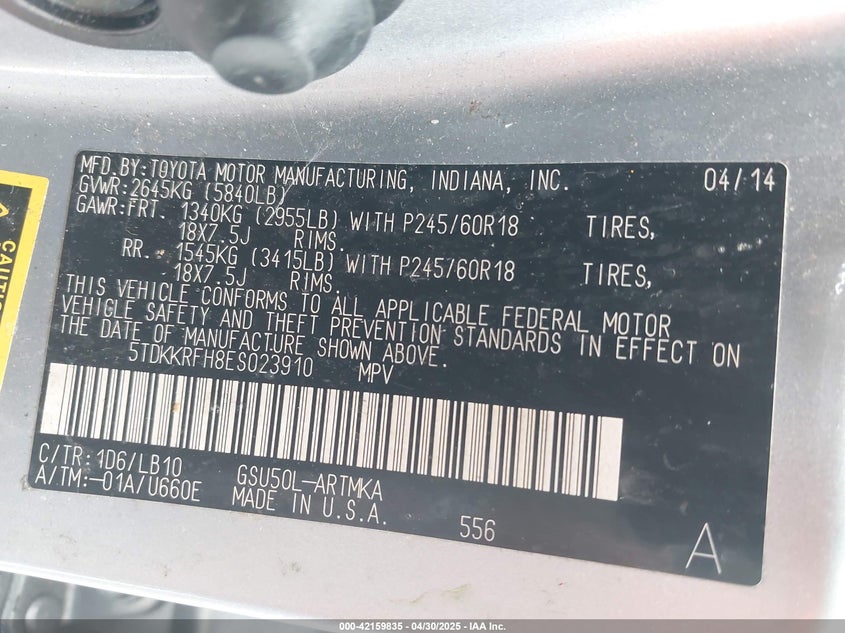 MFD.BY:TOYOTA MOTOR MANUFACTURING, INDIANA, INC. 04/14
GVWR:2645KG (5840LB)
GAWR:FRT. 1340KG (2955LB) WITH P245/60R18 TIRES,
18X7.5J RIMS.
RR. 1545KG (3415LB) WITH P245/60R18 TIRES,
18X7.5J RIMS.
THIS VEHICLE CONFORMS TO ALL APPLICABLE FEDERAL MOTOR
VEHICLE SAFETY AND THEFT PREVENTION STANDARDS IN EFFECT ON
THE DATE OF MANUFACTURE SHOWN ABOVE.
5TDKKRFH8ES023910 MPV
C/TR:1D6/LB10
A/TM:-01A/U660E
GSU50L-ARTMKA
MADE IN U.S.A.
556
A
CAUTION
000-42159835 - 04/30/2025 - IAA Inc.